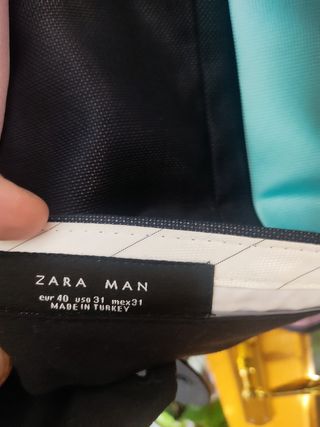 ZARA MAN
eur 40 usa 31 mex 31
MADE IN TURKEY